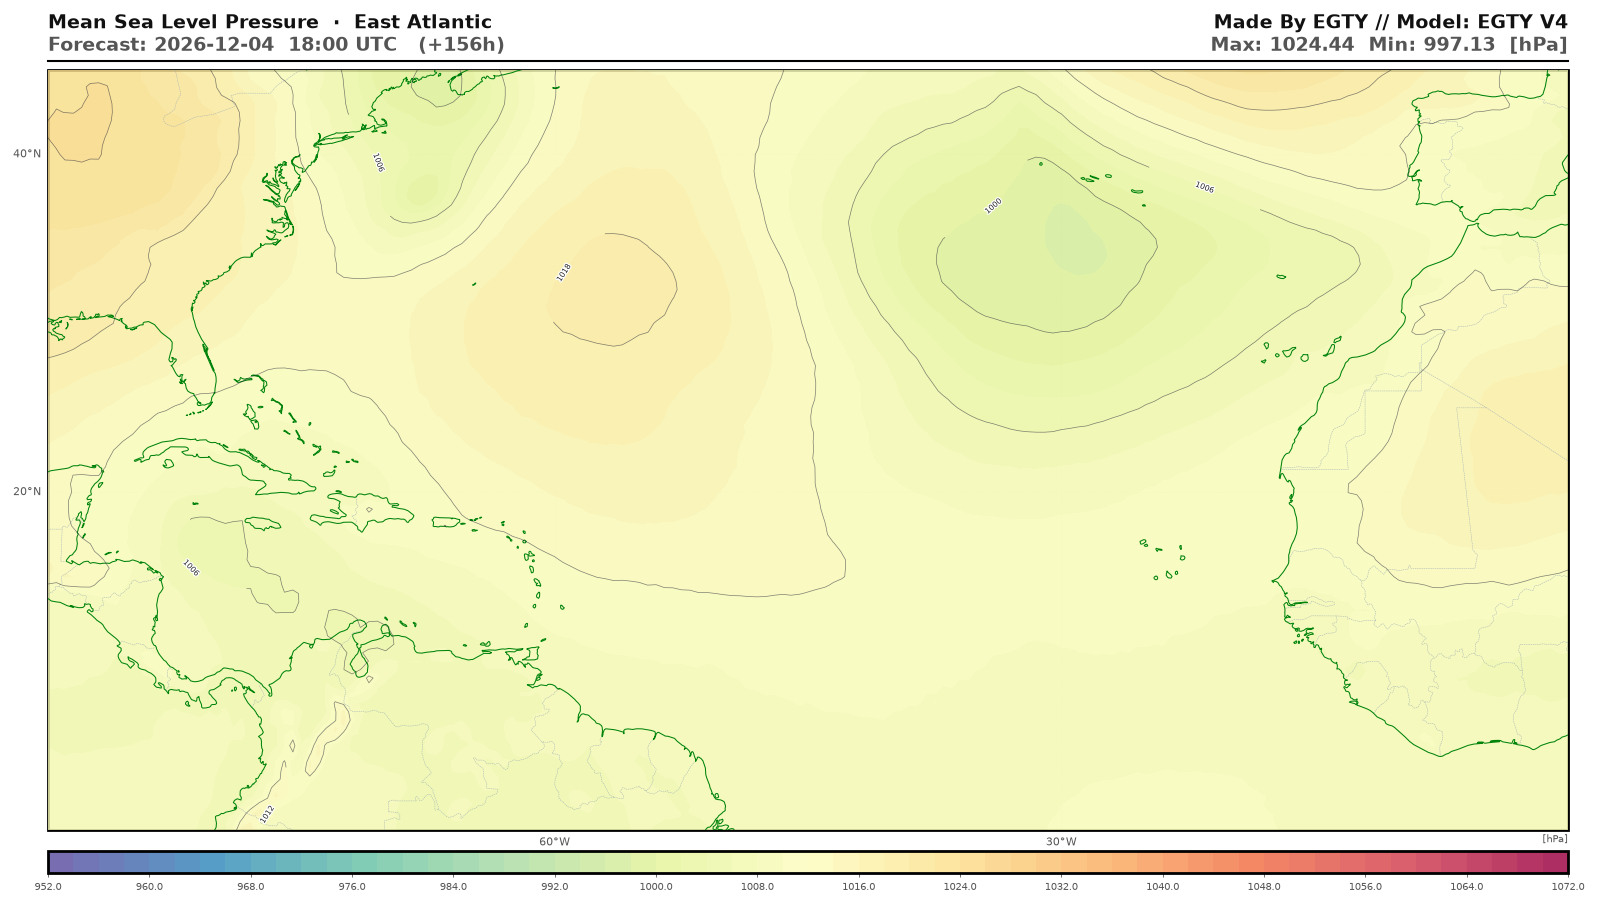 Mean Sea Level Pressure · East Atlantic
Made By EGTY // Model: EGTY V4
Forecast: 2026-12-04 18:00 UTC (+156h)
Max: 1024.44 Min: 997.13 [hPa]
40°N
20°N
1006
1018
1000
1006
1006
1012
60°W
30°W
[hPa]
952.0 960.0 968.0 976.0 984.0 992.0 1000.0 1008.0 1016.0 1024.0 1032.0 1040.0 1048.0 1056.0 1064.0 1072.0